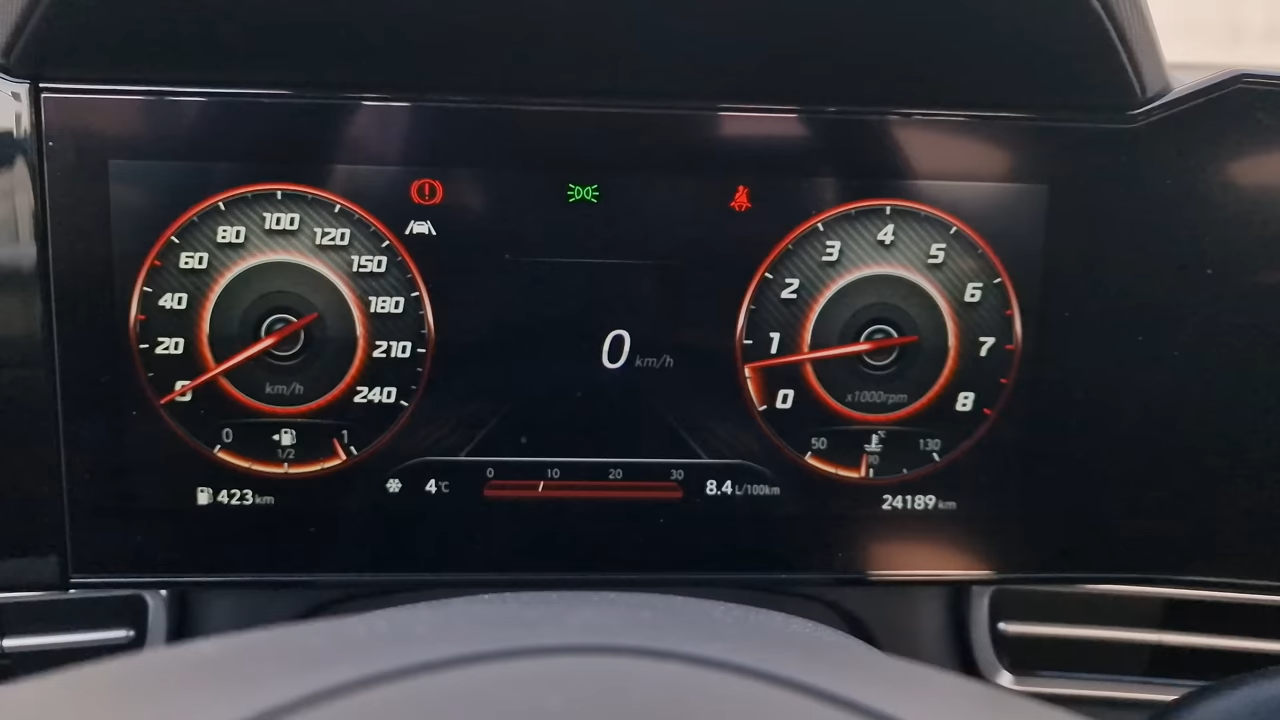 0 20 40 60 80 100 120 150 180 210 240
km/h
0 1/2 1
423 km
0 km/h
4°C
0 10 20 30
8.4 L/100km
0 1 2 3 4 5 6 7 8
x1000rpm
50 90 130
°C
24189 km